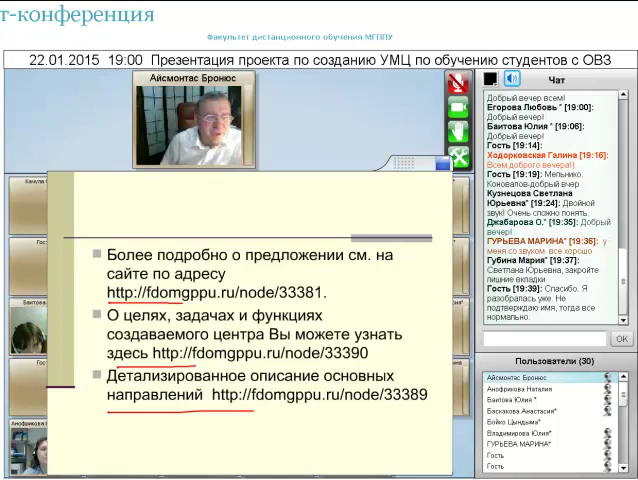 т-конференция
Факультет дистанционного обучения МГППУ
22.01.2015 19:00 Презентация проекта по созданию УМЦ по обучению студентов с ОВЗ
Айсмонтас Бронюс
Более подробно о предложении см. на
сайте по адресу
http://fdomgppu.ru/node/33381.
О целях, задачах и функциях
создаваемого центра Вы можете узнать
здесь http://fdomgppu.ru/node/33390
Детализированное описание основных
направлений http://fdomgppu.ru/node/33389
Чат
Добрый вечер всем!
Егорова Любовь * [19:00]:
Добрый вечер!
Баитова Юлия * [19:06]:
Добрый вечер!
Гость [19:14]:
Ходорковская Галина [19:16]:
Всем доброго вечера!)
Гость [19:19]: Мельнико.
Коновалов-добрый вечр
Кузнецова Светлана
Юрьевна* [19:24]: Двойной
звук! Очень сложно понять.
Джабарова О.* [19:35]: Добрый
вечер!
ГУРЬЕВА МАРИНА* [19:36]: у
меня со звуком. все хорошо
Губина Мария* [19:37]:
Светлана Юрьевна, закройте
лишние вкладки
Гость [19:39]: Спасибо. Я
разобралась уже. Не
подтверждаю имя, тогда все
нормально.
OK
Пользователи (30)
Айсмонтас Бронюс
Анофрикова Наталия
Баитова Юлия *
Баскакова Анастасия*
Бойко Цындыма*
Владимирова Юлия*
ГУРЬЕВА МАРИНА*
Гость
Гость